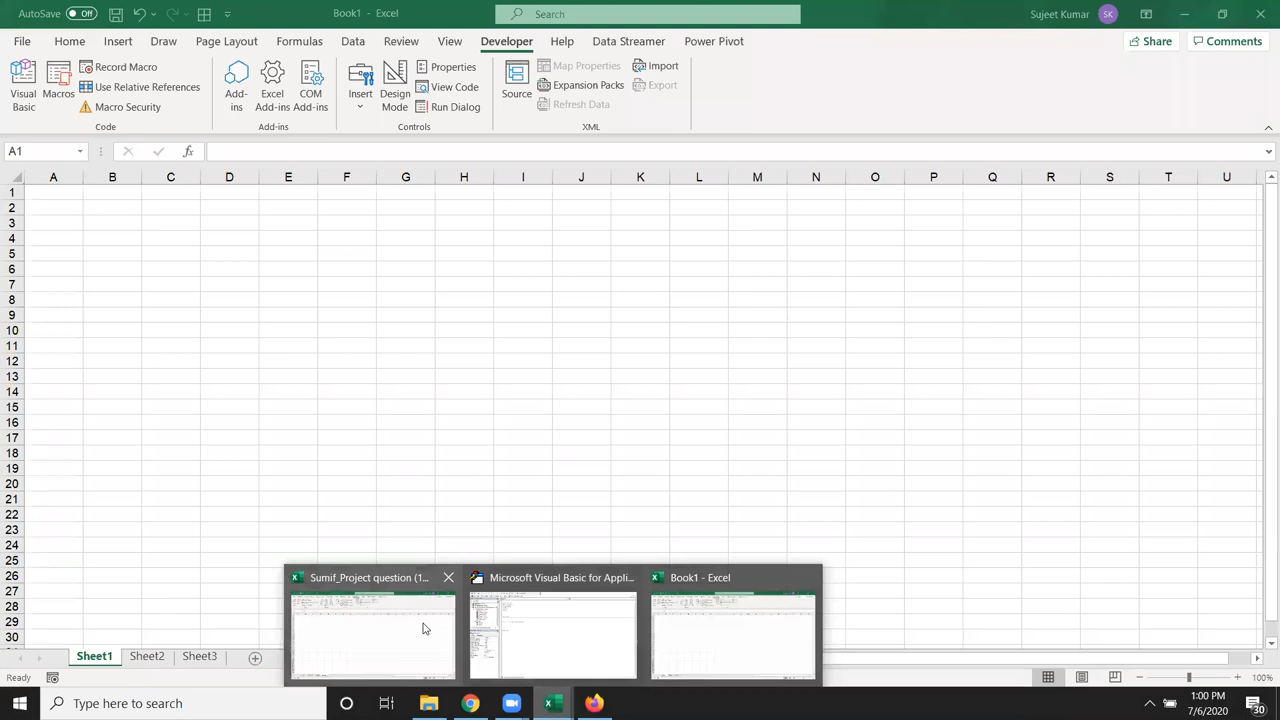 AutoSave Off Book1 - Excel Search Sujeet Kumar SK
File Home Insert Draw Page Layout Formulas Data Review View Developer Help Data Streamer Power Pivot Share Comments
Visual Basic
Macros
Record Macro
Use Relative References
Macro Security
Code
Add-ins
Excel Add-ins
COM Add-ins
Add-ins
Insert
Design Mode
Properties
View Code
Run Dialog
Controls
Source
Map Properties
Expansion Packs
Refresh Data
Import
Export
XML
A1 fx
A B C D E F G H I J K L M N O P Q R S T U
1
2
3
4
5
6
7
8
9
10
11
12
13
14
15
16
17
18
19
20
21
22
23
24
25
26
27
28
29
30
Sumif_Project question (1... Microsoft Visual Basic for Appli... Book1 - Excel
Sheet1 Sheet2 Sheet3
Ready 100%
Type here to search
1:00 PM
7/6/2020
30